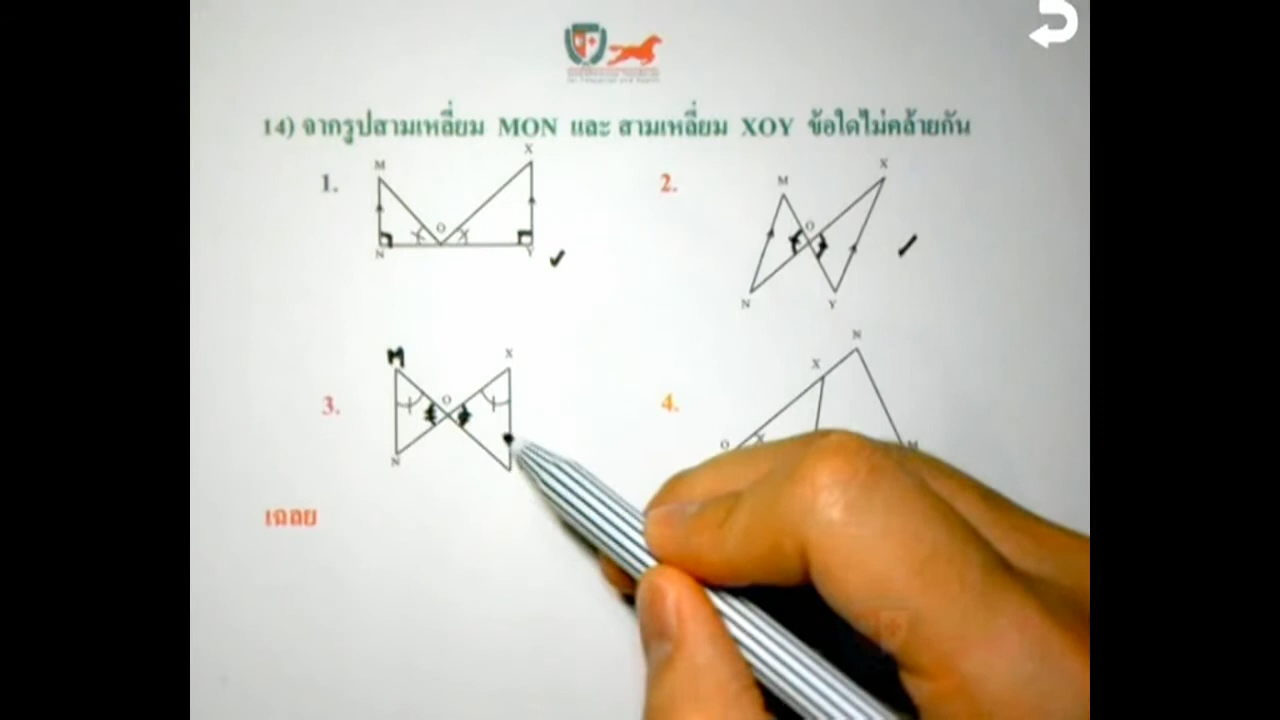 14) จากรูปสามเหลี่ยม MON และ สามเหลี่ยม XOY ข้อใดไม่คล้ายกัน
1.
M
X
O
N
Y
2.
M
X
O
N
Y
3.
M
X
O
N
4.
N
X
O
M
เฉลย